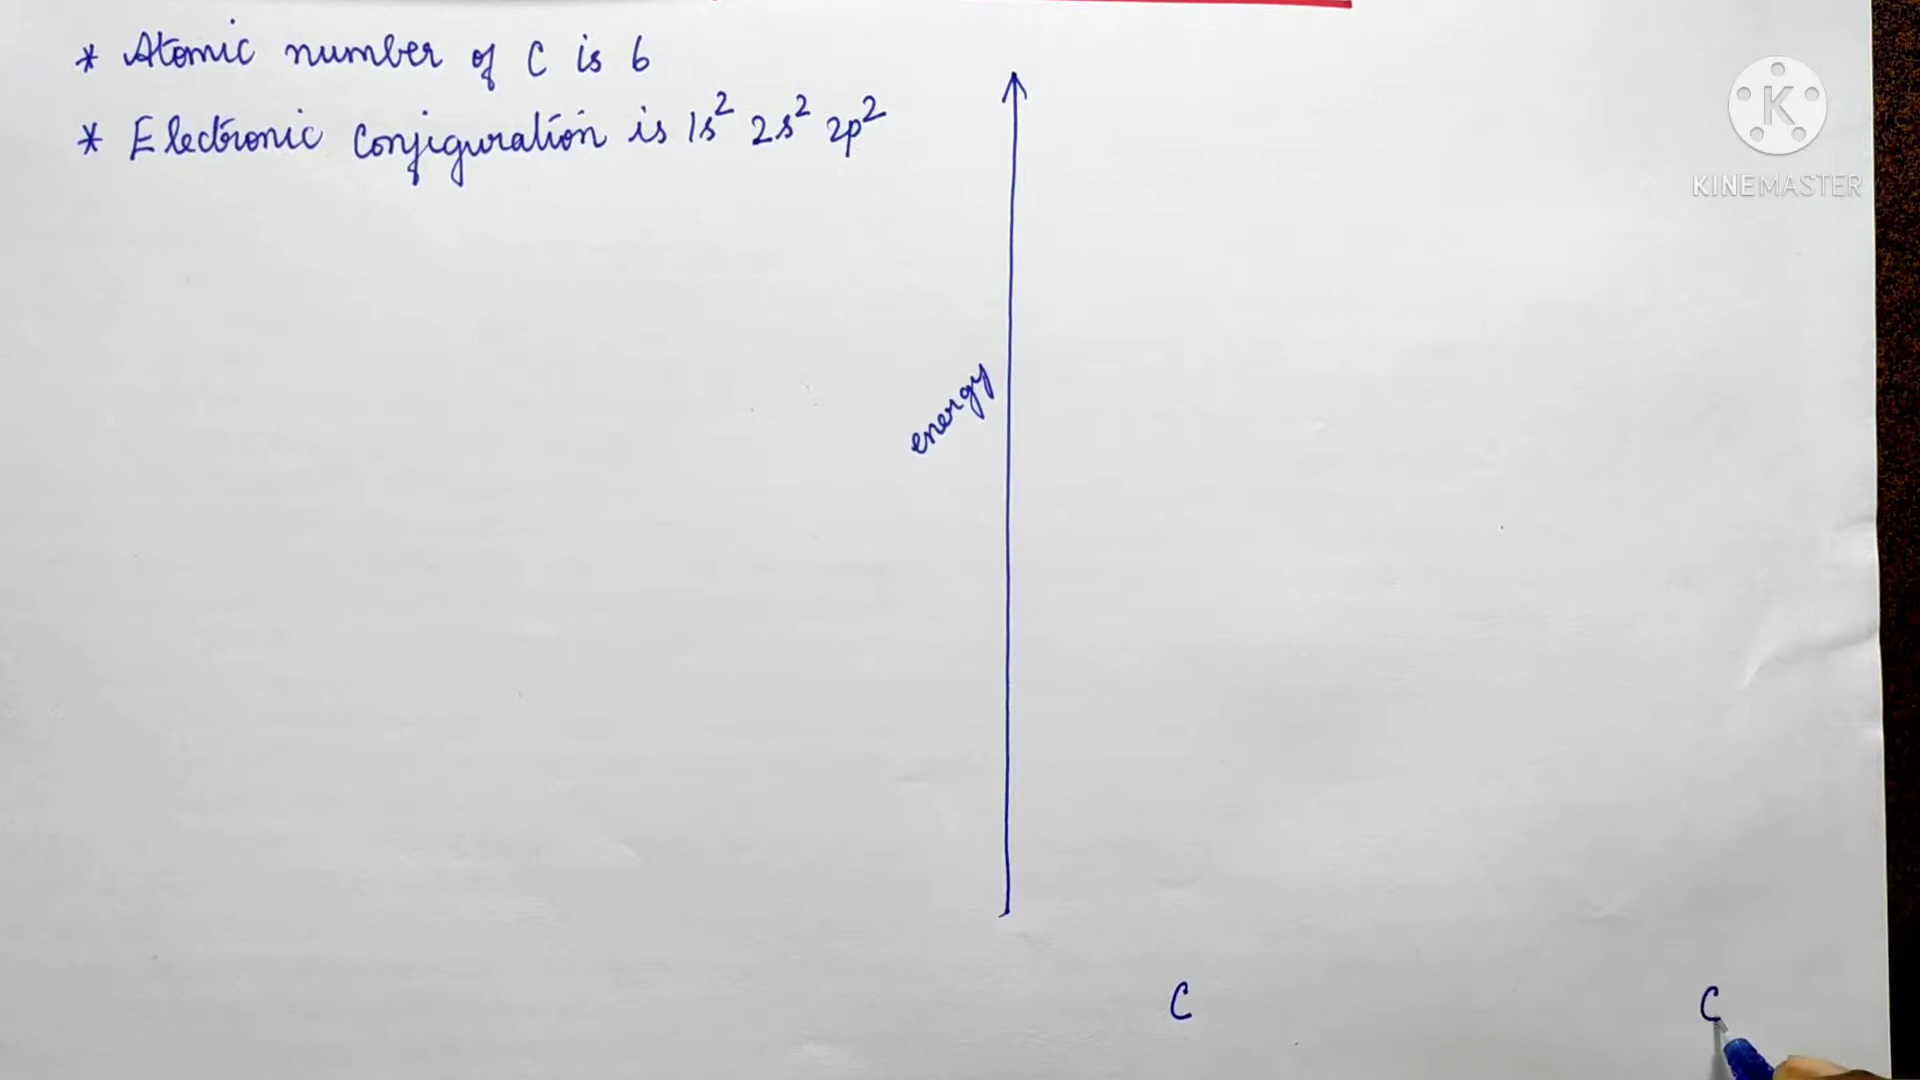 * Atomic number of C is 6
* Electronic configuration is 1s² 2s² 2p²
energy
C
C
K
KINEMASTER